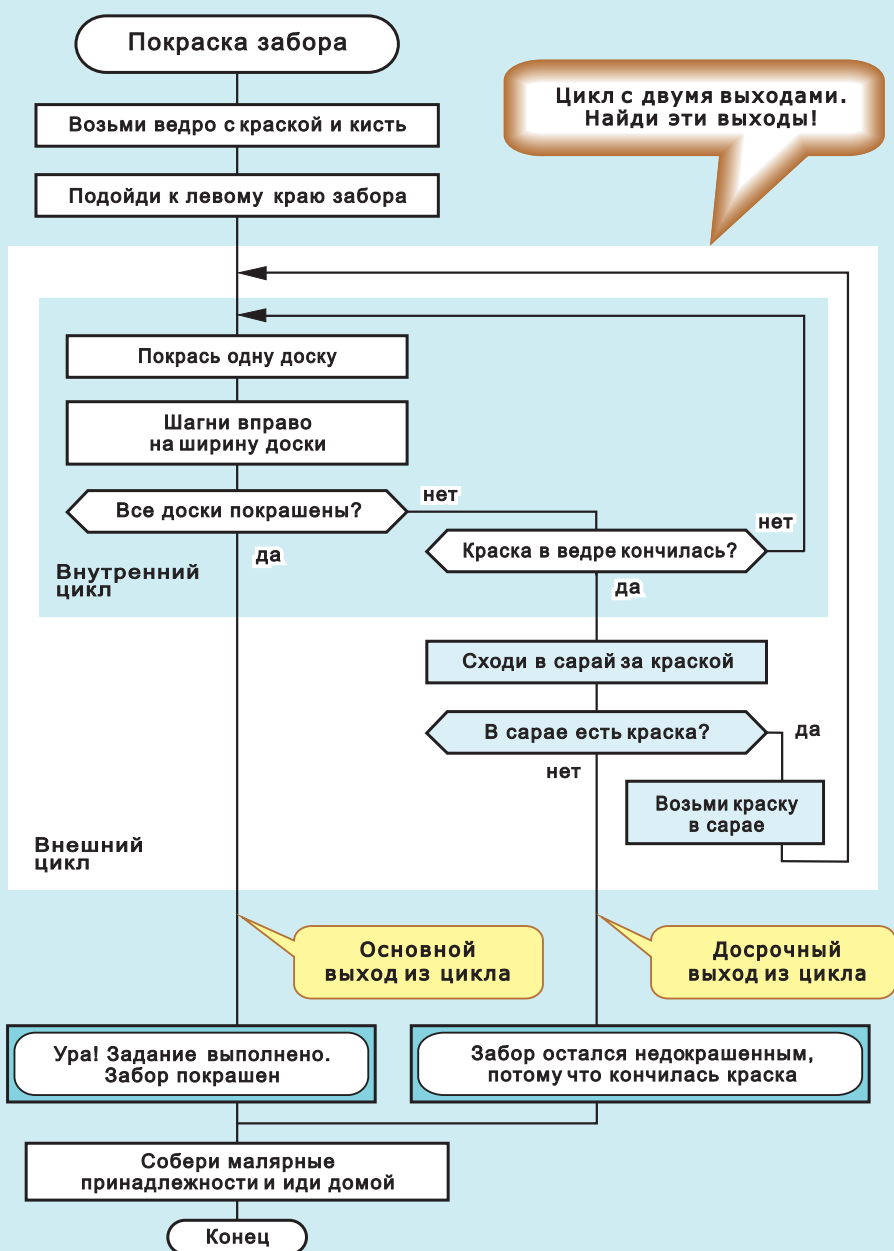 Покраска забора
Цикл с двумя выходами.
Найди эти выходы!
Возьми ведро с краской и кисть
Подойди к левому краю забора
Покрась одну доску
Шагни вправо
на ширину доски
Все доски покрашены?
нет
да
Краска в ведре кончилась?
нет
да
Внутренний
цикл
Сходи в сарай за краской
В сарае есть краска?
да
нет
Возьми краску
в сарае
Внешний
цикл
Основной
выход из цикла
Досрочный
выход из цикла
Ура! Задание выполнено.
Забор покрашен
Забор остался недокрашенным,
потому что кончилась краска
Собери малярные
принадлежности и иди домой
Конец